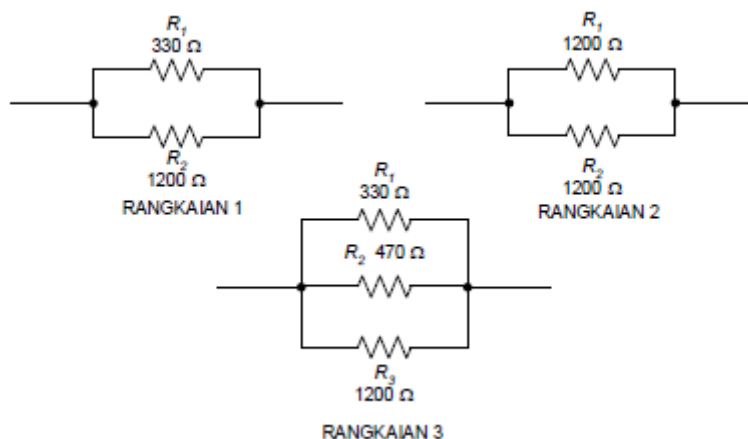 R1
330 Ω
R2
1200 Ω
RANGKAIAN 1
R1
1200 Ω
R2
1200 Ω
RANGKAIAN 2
R1
330 Ω
R2 470 Ω
R3
1200 Ω
RANGKAIAN 3